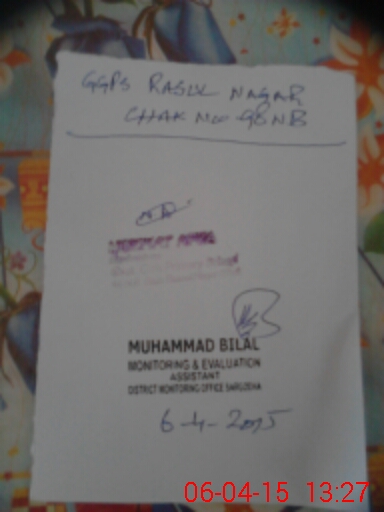 GGPS RASUL NAGAR
CHAK NO 98 NB
MUHAMMAD BILAL
MONITORING & EVALUATION
ASSISTANT
DISTRICT MONITORING OFFICE SARGODHA
6-4-2015
06-04-15 13:27